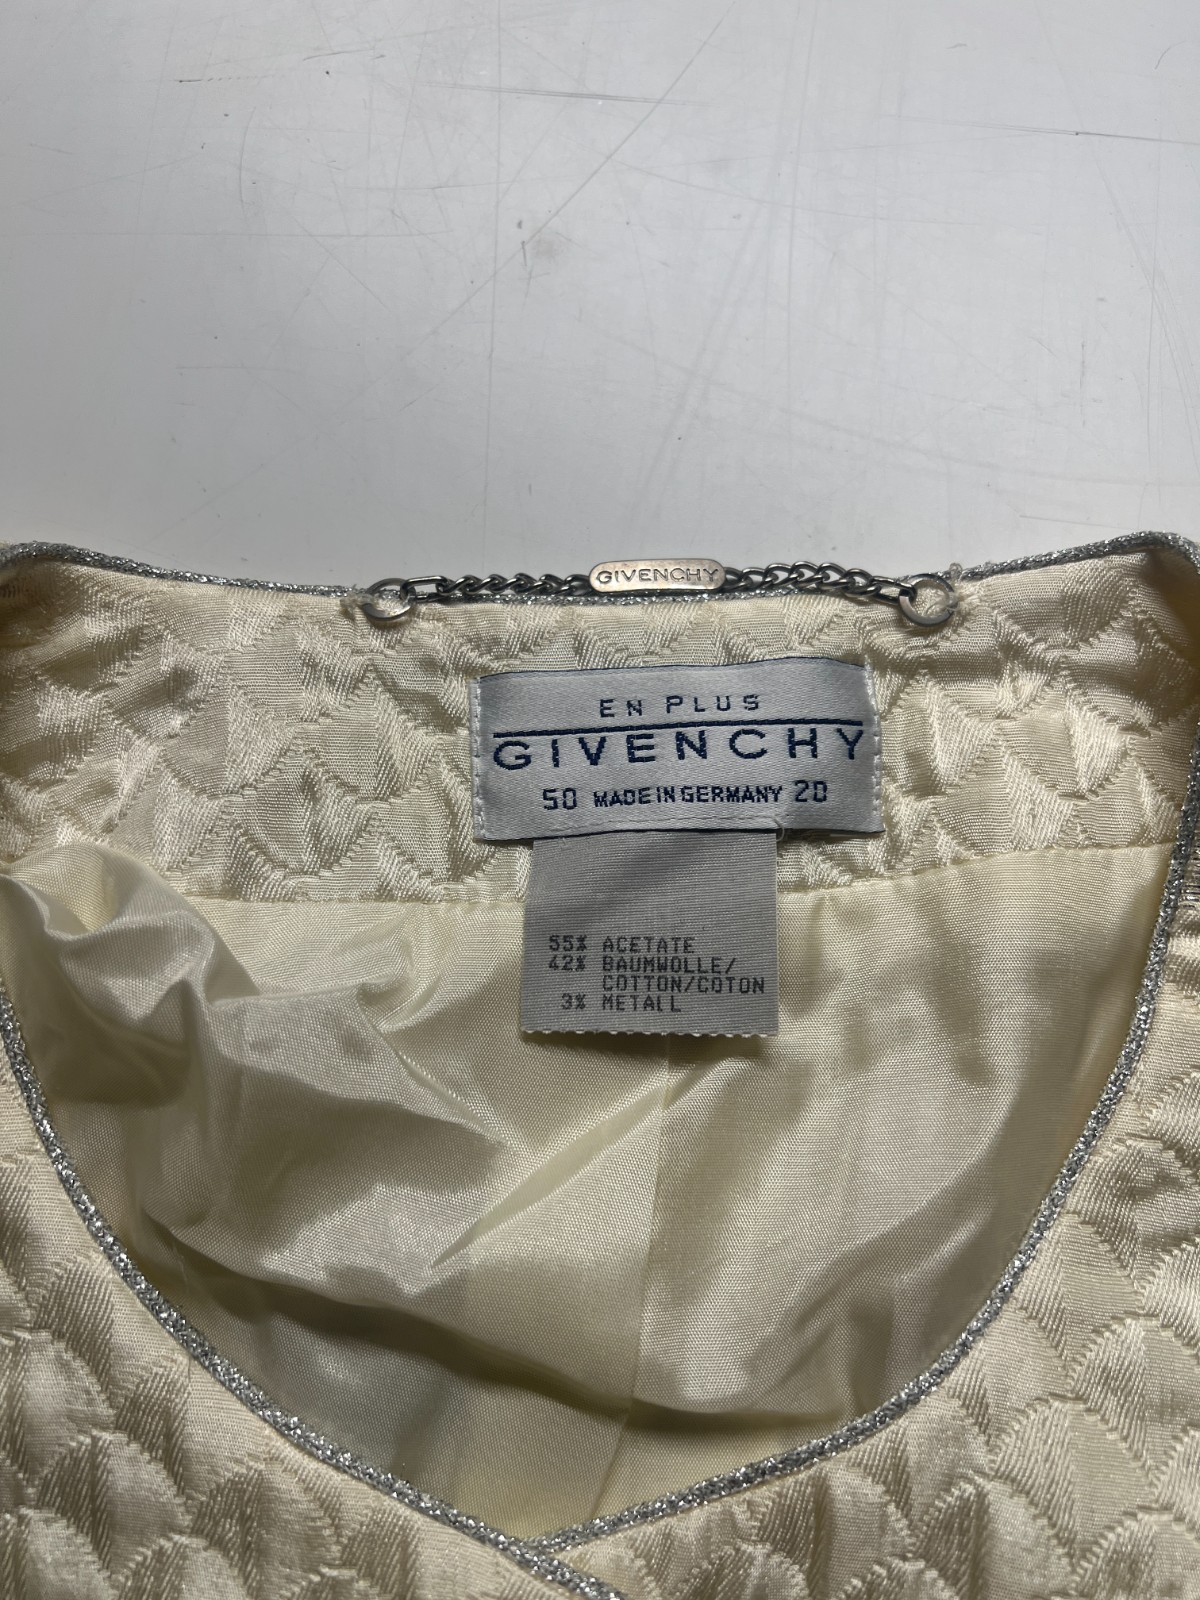 GIVENCHY
EN PLUS
GIVENCHY
50 MADE IN GERMANY 20
55% ACETATE
42% BAUMWOLLE/
COTTON/COTON
3% METALL